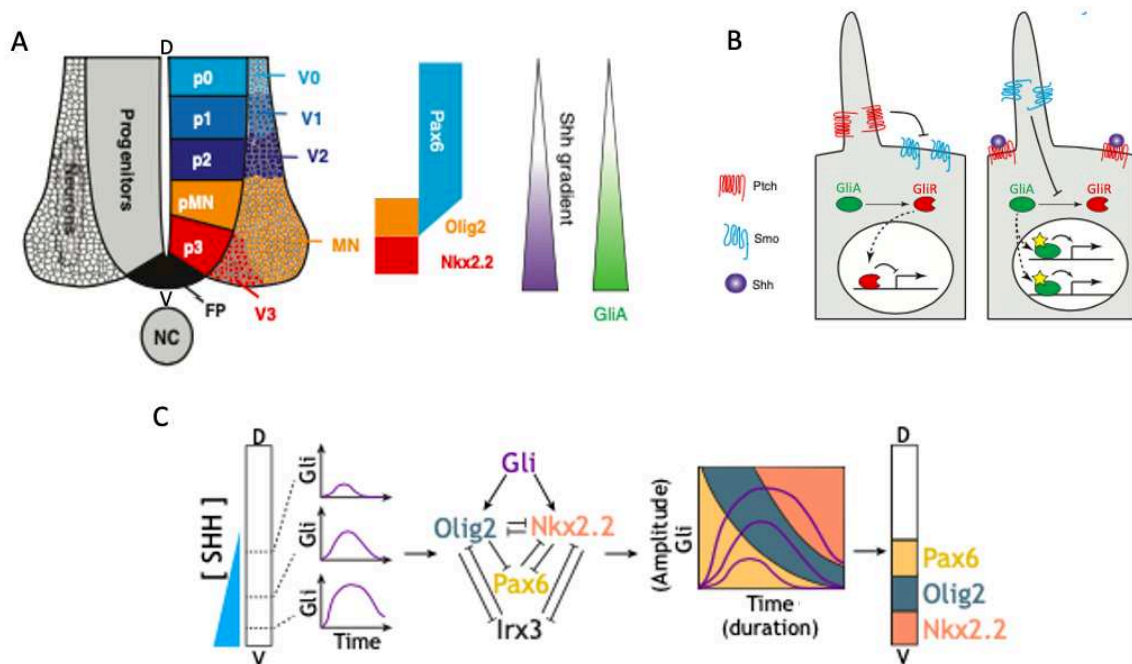 A
D
p0
p1
p2
pMN
p3
Progenitors
Neurons
V0
V1
V2
MN
V3
FP
V
NC
Pax6
Olig2
Nkx2.2
Shh gradient
GliA
B
Ptch
Smo
Shh
GliA
GliR
GliA
GliR
C
D
[ SHH ]
V
Gli
Gli
Gli
Time
Gli
Olig2
Nkx2.2
Pax6
Irx3
(Amplitude)
Gli
Time
(duration)
D
Pax6
Olig2
Nkx2.2
V